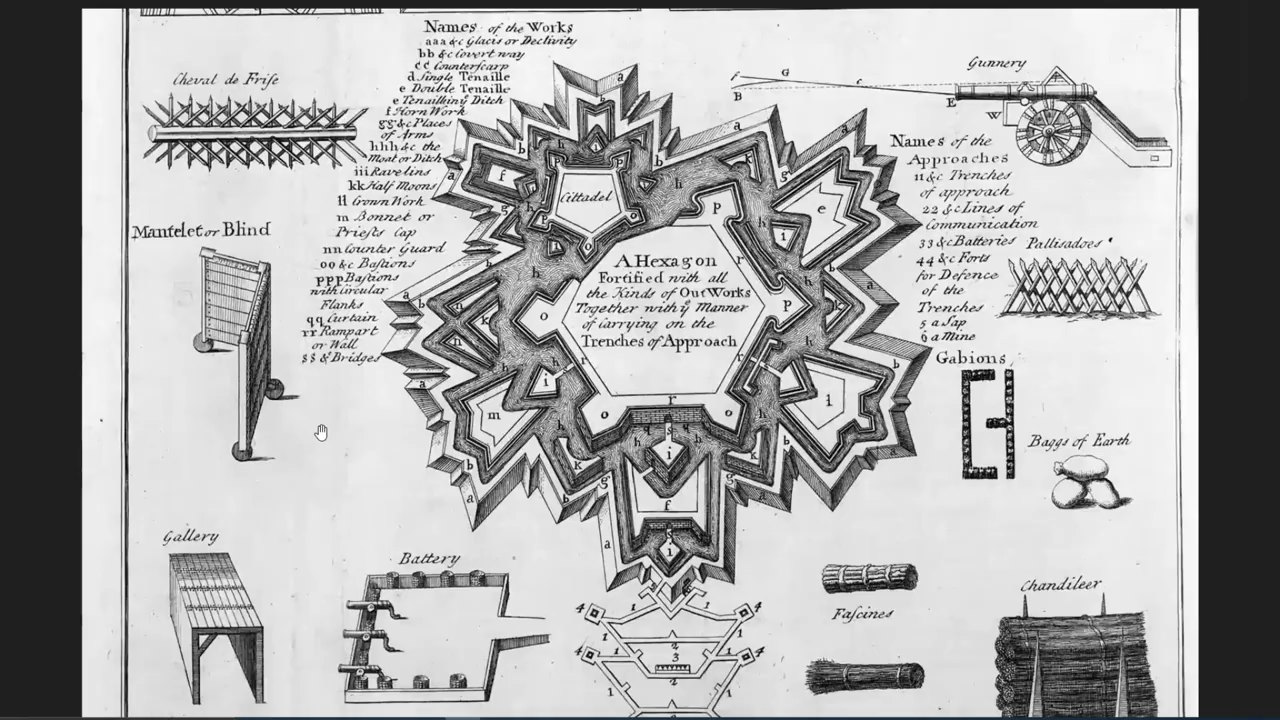 Names of the Works
aaa &c Glacis or Declivity
bb &c Covert way
cc Counterscarp
d Single Tenaille
e Double Tenaille
e Tenailking Ditch
f Horn Work
gg &c Places
of Arms
hhh &c the
Moat or Ditch
iii Ravelins
kk Half Moons
ll Crown Work
m Bonnet or
Priests Cap
nn Counter Guard
oo &c Bastions
ppp Bastions
with circular
Flanks
qq Curtain
rr Rampart
or Wall
ss & Bridges
Cheval de Frise
Mantelet or Blind
Gallery
Battery
Cittadel
A Hexagon
Fortified with all
the Kinds of Out Works
Together with ỹ Manner
of carrying on the
Trenches of Approach
Gunnery
Names of the
Approaches
11 &c Trenches
of approach
22 &c Lines of
Communication
33 &c Batteries
44 &c Forts
for Defence
of the
Trenches
5 a Sap
6 a Mine
Pallisadoes
Gabions
Baggs of Earth
Fascines
Chandileer